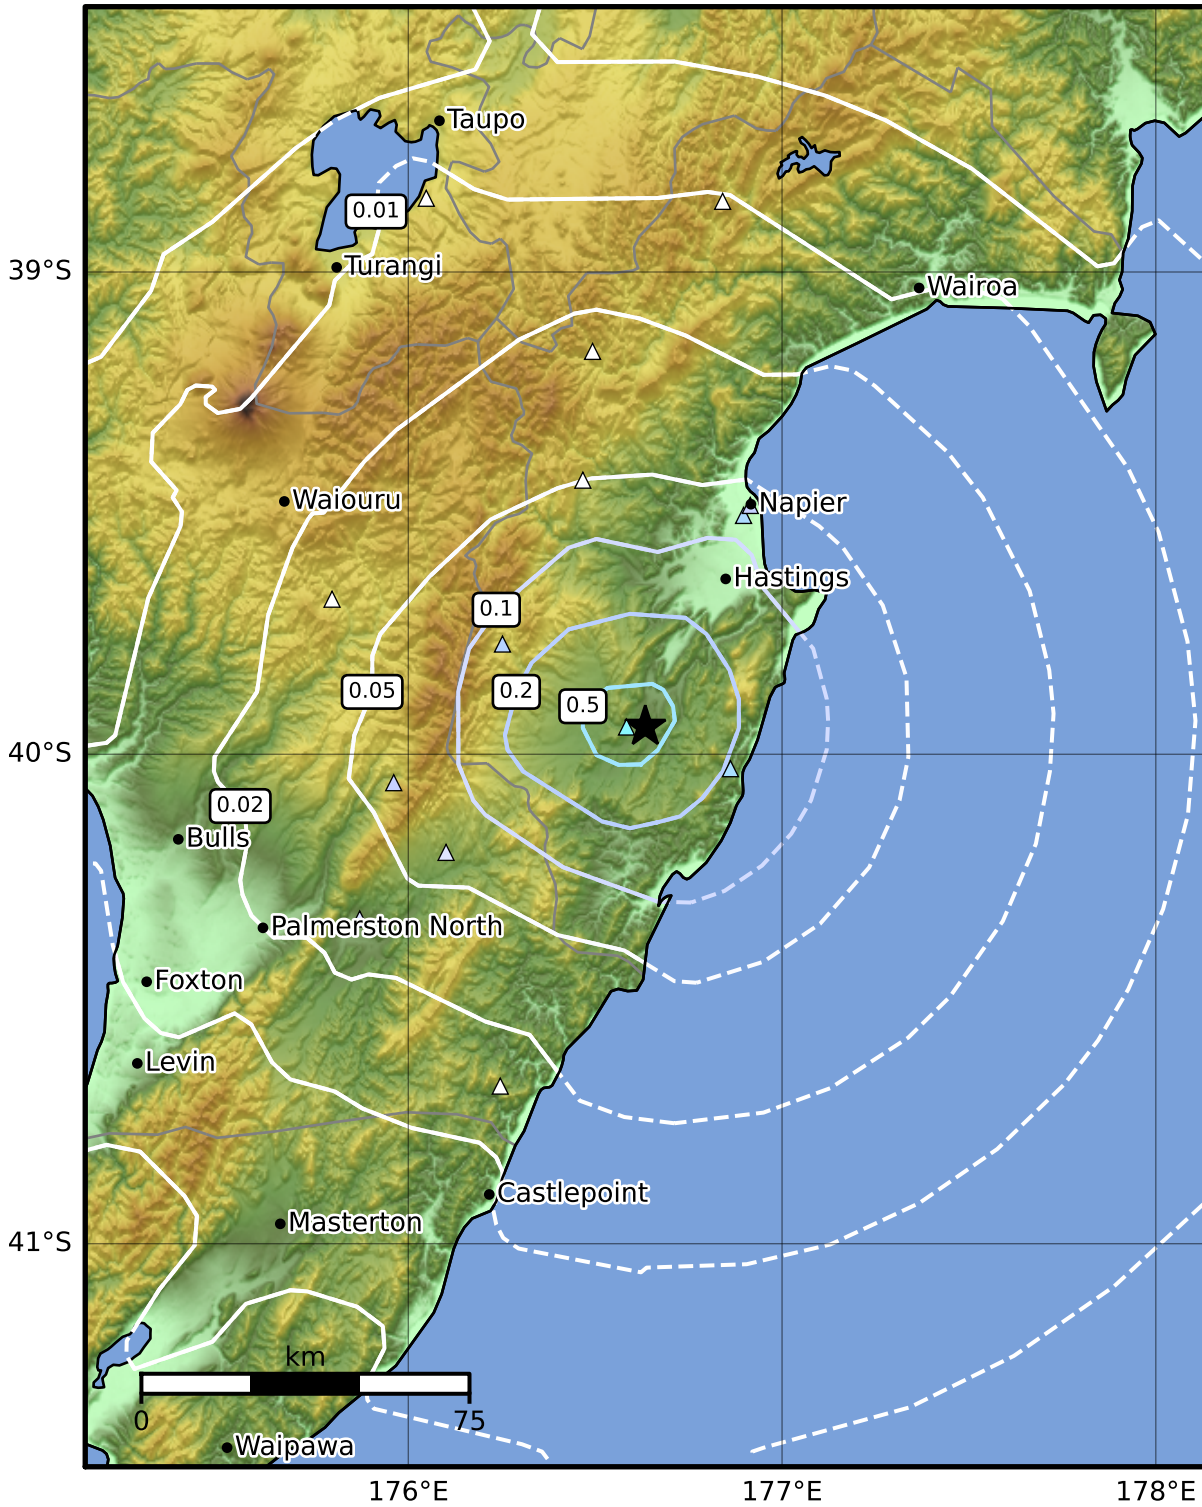 Taupo
0.01
Turangi
39°S
Wairoa
Waiouru
Napier
Hastings
0.1
0.05
0.2
0.5
40°S
0.02
Bulls
Palmerston North
Foxton
Levin
Castlepoint
Masterton
41°S
km
0 75
Waipawa
176°E 177°E 178°E